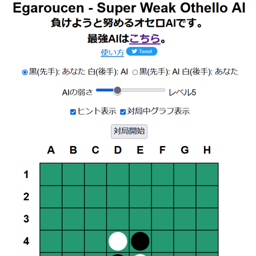 Egaroucen - Super Weak Othello AI
負けようと努めるオセロAIです。
最強AIはこちら。
使い方 Tweet
黒(先手): あなた 白(後手): AI 黒(先手): AI 白(後手): あなた
AIの弱さ レベル5
ヒント表示 対局中グラフ表示
対局開始
A B C D E F G H
1
2
3
4